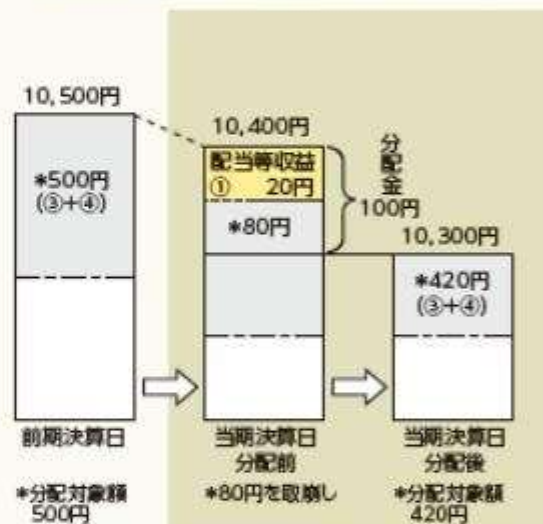 10,500円
*500円
(③+④)
前期決算日
*分配対象額
500円
10,400円
配当等収益
① 20円
*80円
分配金
100円
当期決算日
分配前
*80円を取崩し
10,300円
*420円
(③+④)
当期決算日
分配後
*分配対象額
420円